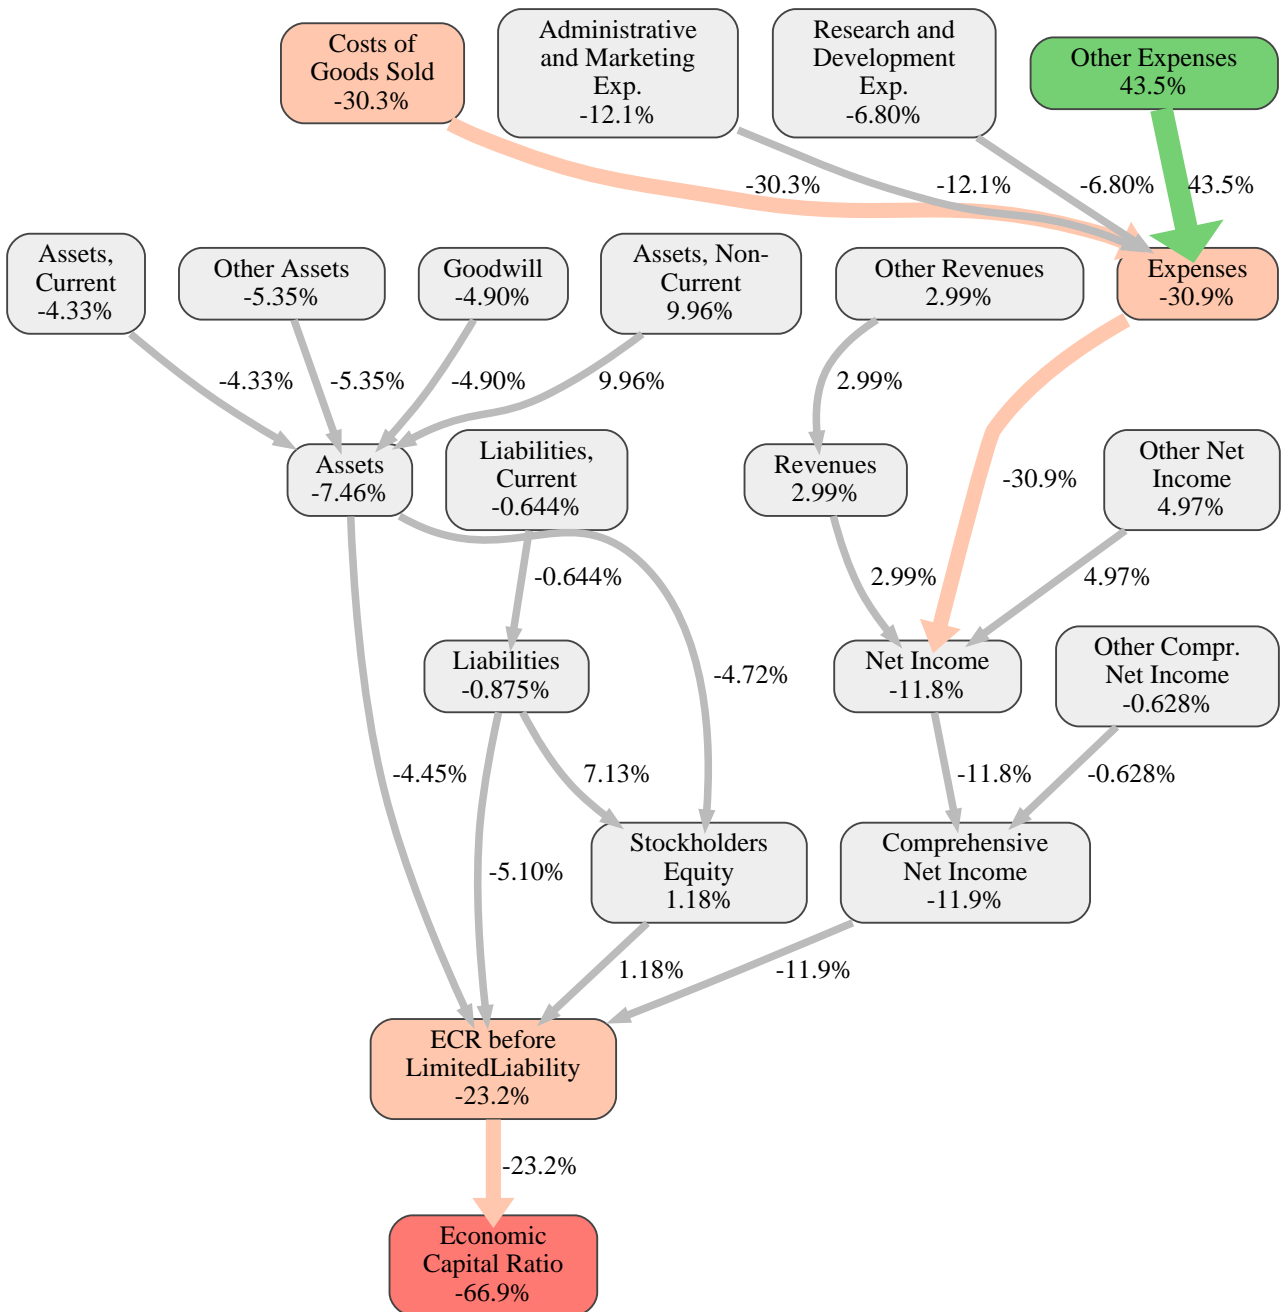 Costs of
Goods Sold
-30.3%
Administrative
and Marketing
Exp.
-12.1%
Research and
Development
Exp.
-6.80%
Other Expenses
43.5%
-30.3%
-12.1%
-6.80%
43.5%
Assets,
Current
-4.33%
Other Assets
-5.35%
Goodwill
-4.90%
Assets, Non-
Current
9.96%
Other Revenues
2.99%
Expenses
-30.9%
-4.33%
-5.35%
-4.90%
9.96%
2.99%
Assets
-7.46%
Liabilities,
Current
-0.644%
Revenues
2.99%
-30.9%
Other Net
Income
4.97%
-0.644%
2.99%
4.97%
Liabilities
-0.875%
-4.72%
Net Income
-11.8%
Other Compr.
Net Income
-0.628%
-4.45%
7.13%
-11.8%
-0.628%
-5.10%
Stockholders
Equity
1.18%
Comprehensive
Net Income
-11.9%
1.18%
-11.9%
ECR before
LimitedLiability
-23.2%
-23.2%
Economic
Capital Ratio
-66.9%